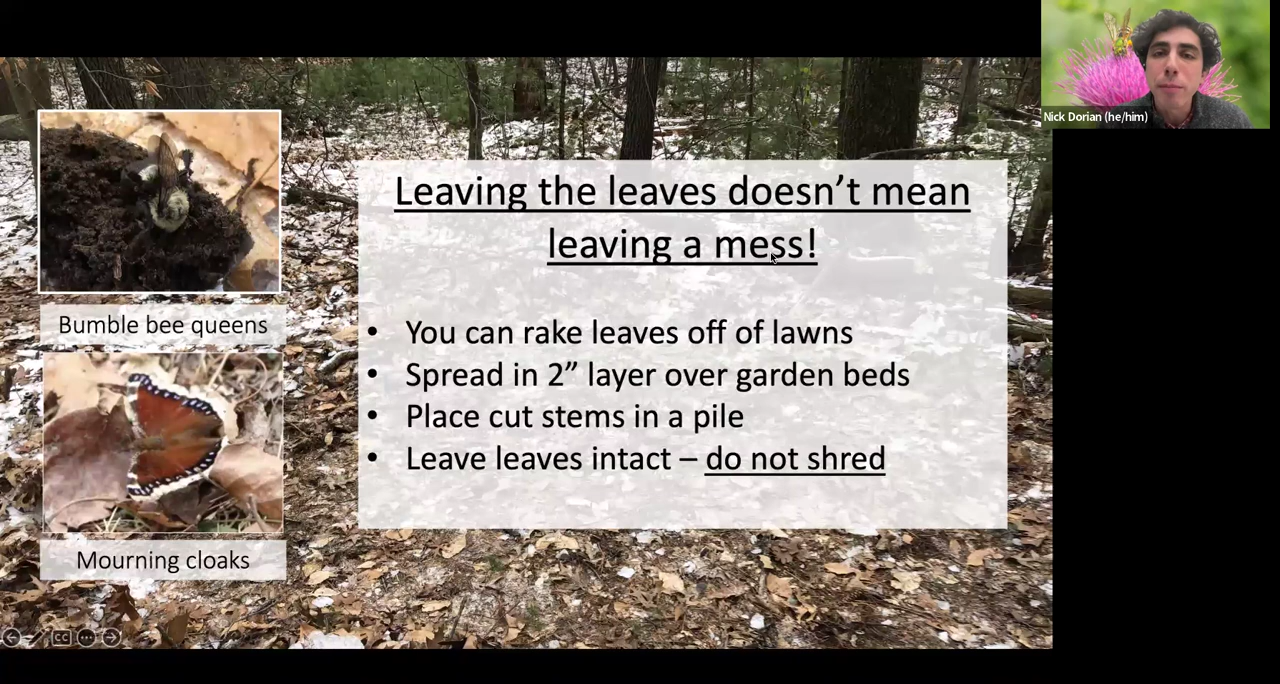 Nick Dorian (he/him)
Leaving the leaves doesn’t mean
leaving a mess!
• You can rake leaves off of lawns
• Spread in 2” layer over garden beds
• Place cut stems in a pile
• Leave leaves intact – do not shred
Bumble bee queens
Mourning cloaks
CC